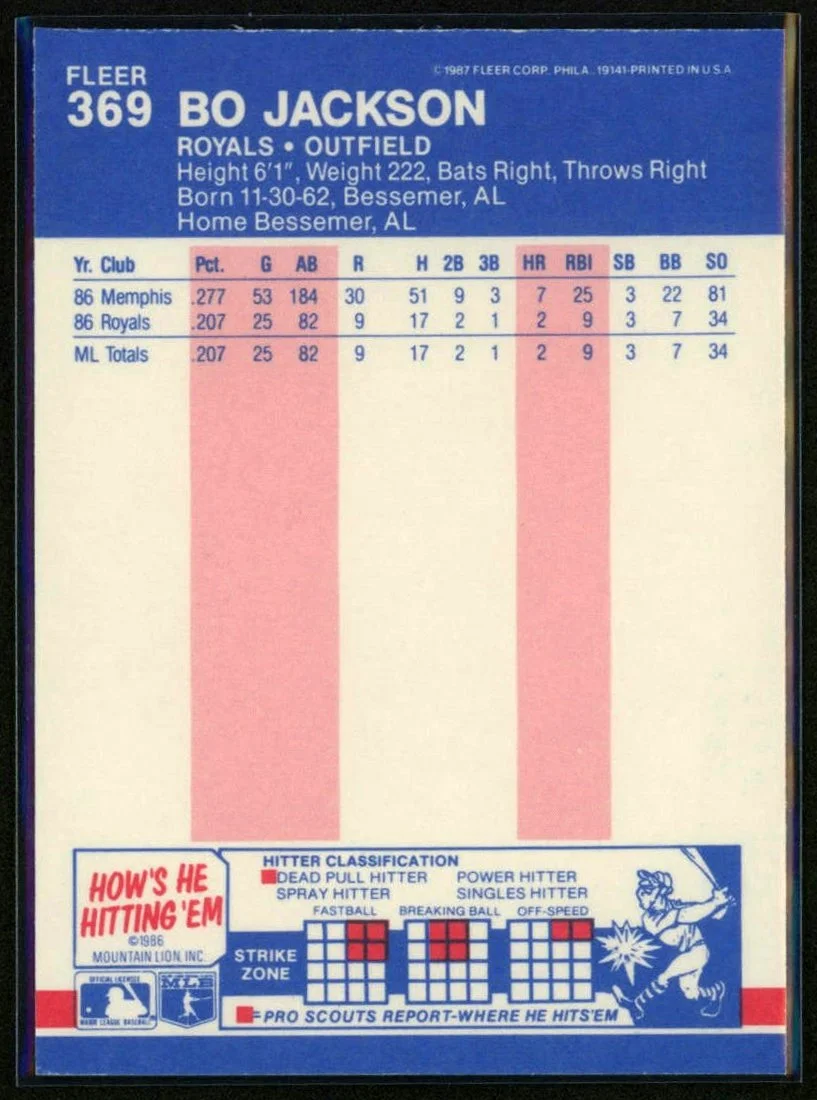 FLEER
© 1987 FLEER CORP. PHILA. 19141-PRINTED IN U S A
369 BO JACKSON
ROYALS • OUTFIELD
Height 6'1", Weight 222, Bats Right, Throws Right
Born 11-30-62, Bessemer, AL
Home Bessemer, AL
Yr. Club Pct. G AB R H 2B 3B HR RBI SB BB SO
86 Memphis .277 53 184 30 51 9 3 7 25 3 22 81
86 Royals .207 25 82 9 17 2 1 2 9 3 7 34
ML Totals .207 25 82 9 17 2 1 2 9 3 7 34
HOW'S HE
HITTING 'EM
©1986
MOUNTAIN LION, INC.
OFFICIAL LICENSEE
MAJOR LEAGUE BASEBALL
MLB
HITTER CLASSIFICATION
DEAD PULL HITTER POWER HITTER
SPRAY HITTER SINGLES HITTER
FASTBALL BREAKING BALL OFF-SPEED
STRIKE
ZONE
=PRO SCOUTS REPORT-WHERE HE HITS'EM